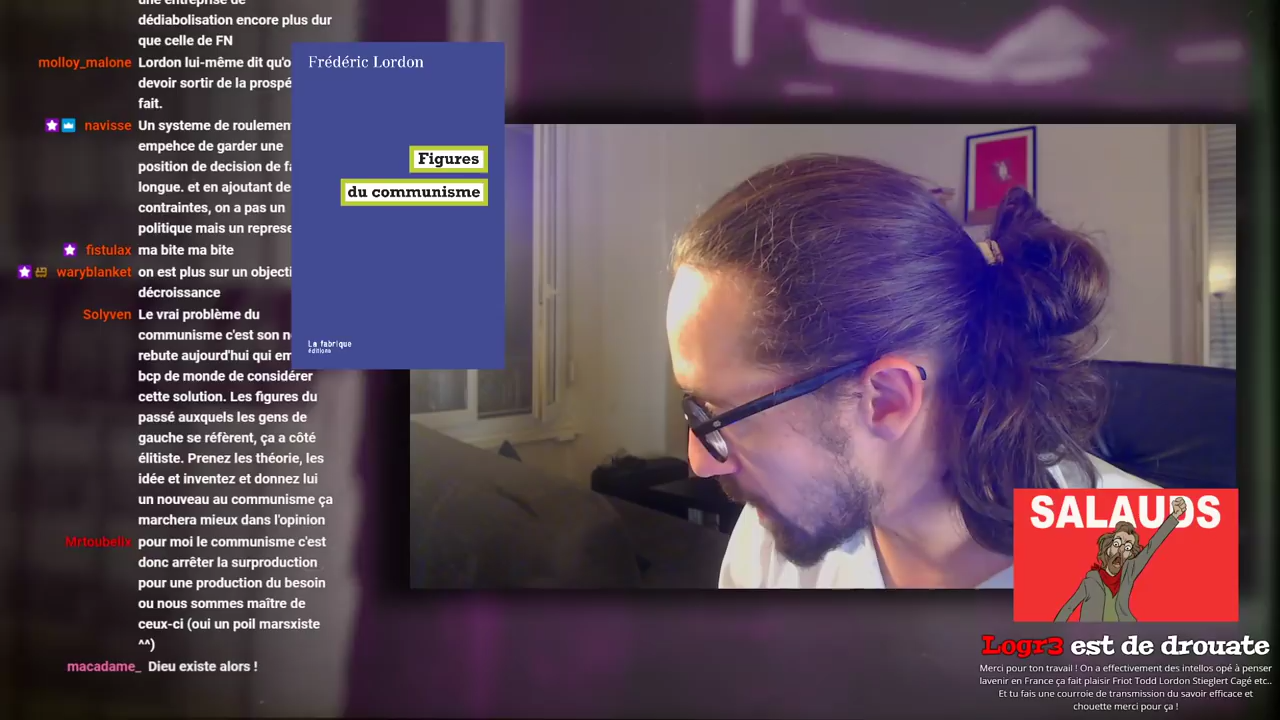 une entreprise de
dédiabolisation encore plus dur
que celle de FN
molloy_malone Lordon lui-même dit qu'o
devoir sortir de la prospé
fait.
navisse Un systeme de roulement
empehce de garder une
position de decision de fa
longue. et en ajoutant de
contraintes, on a pas un
politique mais un represe
fistulax ma bite ma bite
waryblanket on est plus sur un objecti
décroissance
Solyven Le vrai problème du
communisme c'est son n
rebute aujourd'hui qui em
bcp de monde de considérer
cette solution. Les figures du
passé auxquels les gens de
gauche se réfèrent, ça a côté
élitiste. Prenez les théorie, les
idée et inventez et donnez lui
un nouveau au communisme ça
marchera mieux dans l'opinion
Mrtoubelix pour moi le communisme c'est
donc arrêter la surproduction
pour une production du besoin
ou nous sommes maître de
ceux-ci (oui un poil marsxiste
^^)
macadame_ Dieu existe alors !
Frédéric Lordon
Figures
du communisme
La fabrique
éditions
SALAUDS
Logr3 est de drouate
Merci pour ton travail ! On a effectivement des intellos opé à penser
lavenir en France ça fait plaisir Friot Todd Lordon Stieglert Cagé etc..
Et tu fais une courroie de transmission du savoir efficace et
chouette merci pour ça !